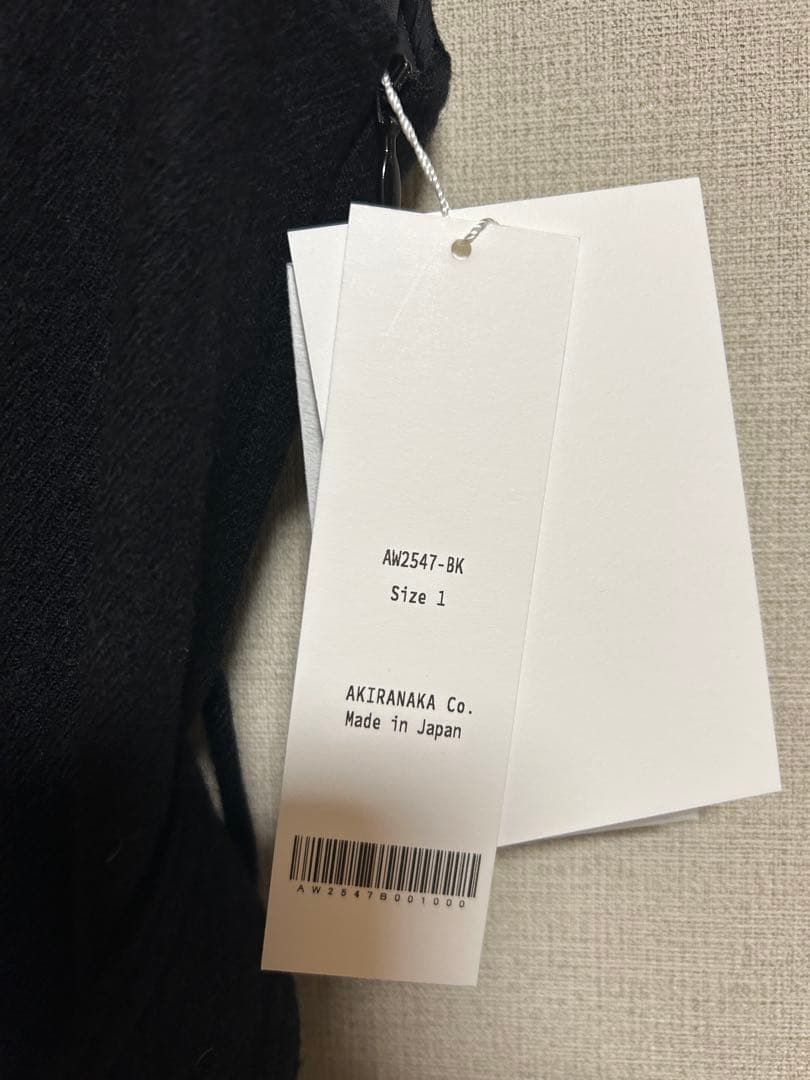 AW2547-BK
Size 1
AKIRANAKA Co.
Made in Japan
AW2547B001000